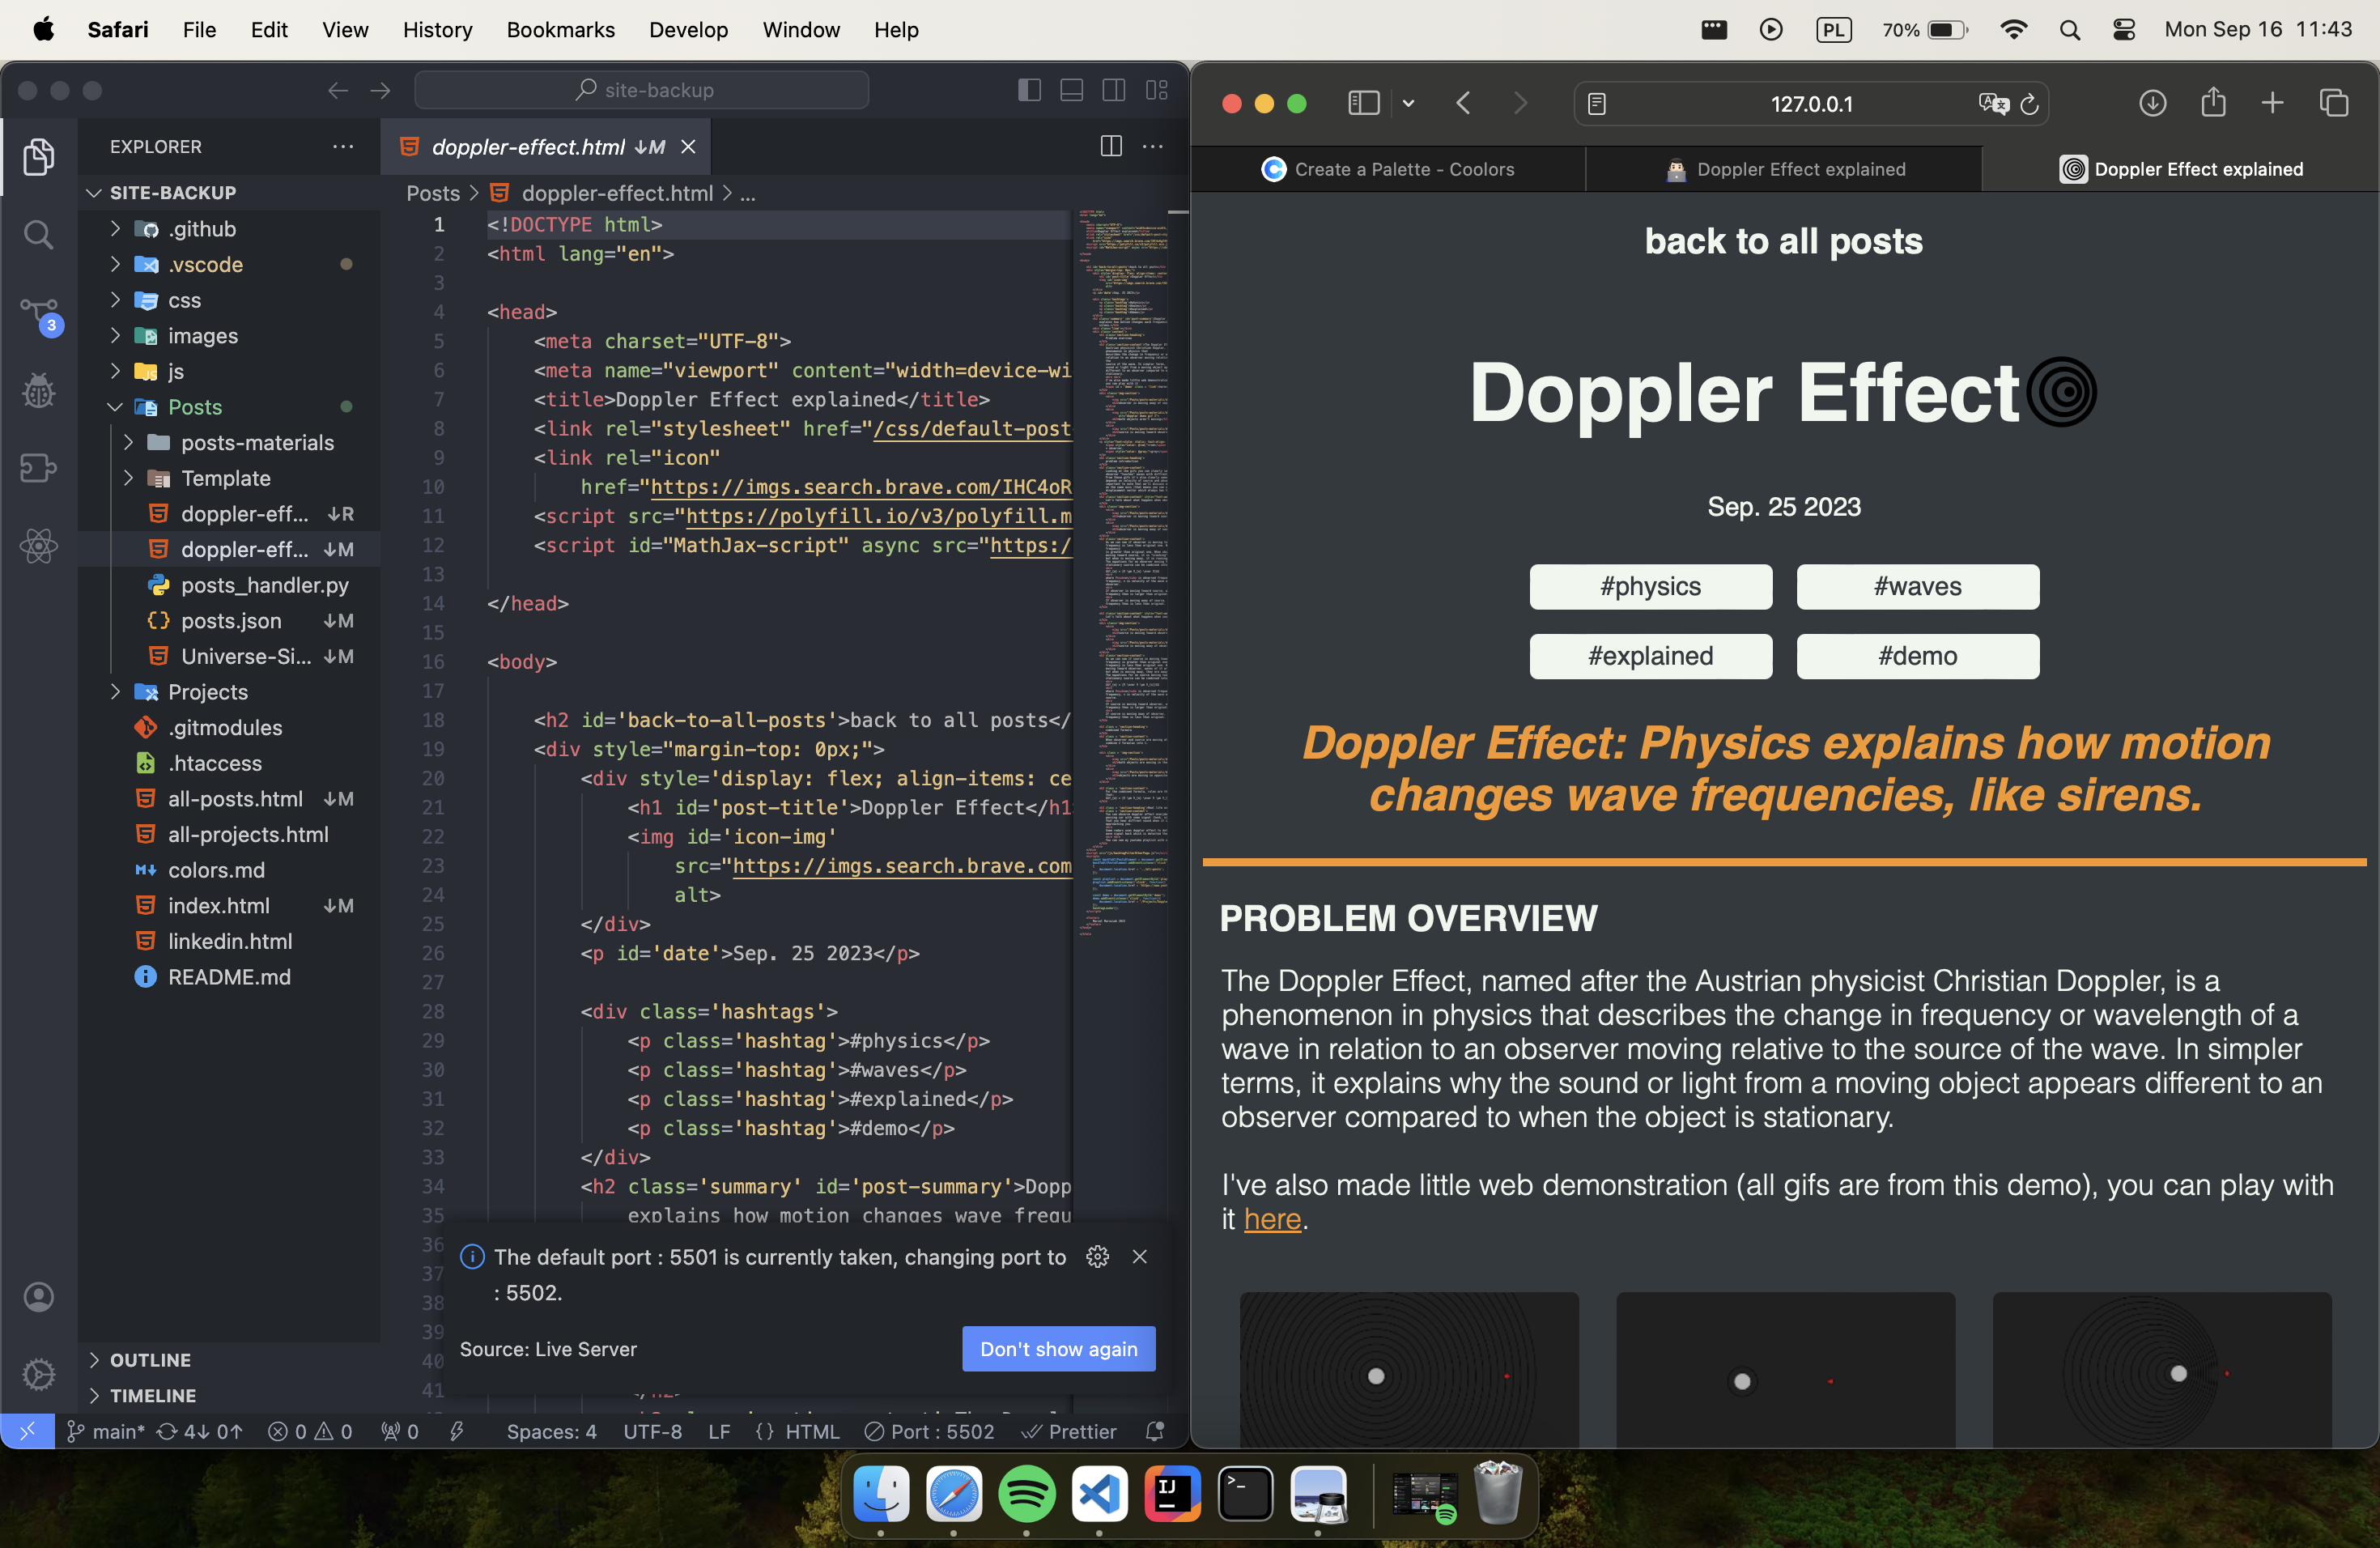 Safari File Edit View History Bookmarks Develop Window Help PL 70% Mon Sep 16 11:43
site-backup
EXPLORER
SITE-BACKUP
.github
.vscode
css
images
js
Posts
posts-materials
Template
doppler-eff... ↓R
doppler-eff... ↓M
posts_handler.py
posts.json ↓M
Universe-Si... ↓M
Projects
.gitmodules
.htaccess
all-posts.html ↓M
all-projects.html
colors.md
index.html ↓M
linkedin.html
README.md
OUTLINE
TIMELINE
3
doppler-effect.html ↓M
Posts > doppler-effect.html > ...
1 <!DOCTYPE html>
2 <html lang="en">
3
4 <head>
5 <meta charset="UTF-8">
6 <meta name="viewport" content="width=device-wi
7 <title>Doppler Effect explained</title>
8 <link rel="stylesheet" href="/css/default-post
9 <link rel="icon"
10 href="https://imgs.search.brave.com/IHC4oR
11 <script src="https://polyfill.io/v3/polyfill.m
12 <script id="MathJax-script" async src="https:/
13
14 </head>
15
16 <body>
17
18 <h2 id='back-to-all-posts'>back to all posts</
19 <div style="margin-top: 0px;">
20 <div style='display: flex; align-items: ce
21 <h1 id='post-title'>Doppler Effect</h1
22 <img id='icon-img'
23 src="https://imgs.search.brave.com
24 alt>
25 </div>
26 <p id='date'>Sep. 25 2023</p>
27
28 <div class='hashtags'>
29 <p class='hashtag'>#physics</p>
30 <p class='hashtag'>#waves</p>
31 <p class='hashtag'>#explained</p>
32 <p class='hashtag'>#demo</p>
33 </div>
34 <h2 class='summary' id='post-summary'>Dopp
35 explains how motion changes wave frequ
36
37
38
39
40
41
The default port : 5501 is currently taken, changing port to
: 5502.
Source: Live Server
Don't show again
main* 4↓ 0↑ 0 0 0 Spaces: 4 UTF-8 LF {} HTML Port : 5502 Prettier
127.0.0.1
Create a Palette - Coolors
Doppler Effect explained
Doppler Effect explained
back to all posts
Doppler Effect
Sep. 25 2023
#physics #waves
#explained #demo
Doppler Effect: Physics explains how motion
changes wave frequencies, like sirens.
PROBLEM OVERVIEW
The Doppler Effect, named after the Austrian physicist Christian Doppler, is a
phenomenon in physics that describes the change in frequency or wavelength of a
wave in relation to an observer moving relative to the source of the wave. In simpler
terms, it explains why the sound or light from a moving object appears different to an
observer compared to when the object is stationary.
I've also made little web demonstration (all gifs are from this demo), you can play with
it here.